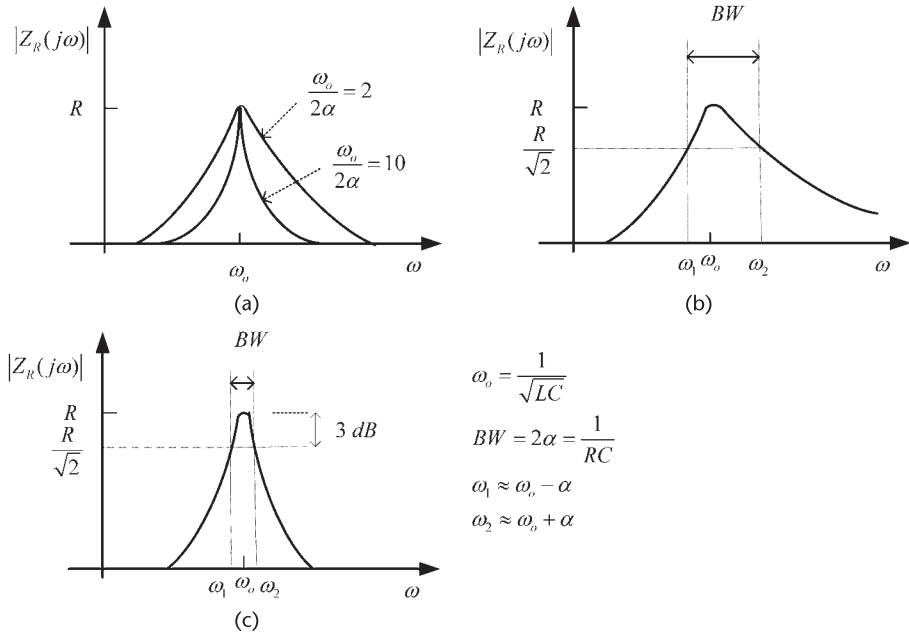 |Z_R(jω)|
R
ω_o/2α = 2
ω_o/2α = 10
ω_o
ω
(a)
BW
|Z_R(jω)|
R
R/√2
ω_1 ω_o ω_2
ω
(b)
BW
|Z_R(jω)|
R
R/√2
3 dB
ω_1 ω_o ω_2
ω
(c)
ω_o = 1/√LC
BW = 2α = 1/RC
ω_1 ≈ ω_o − α
ω_2 ≈ ω_o + α